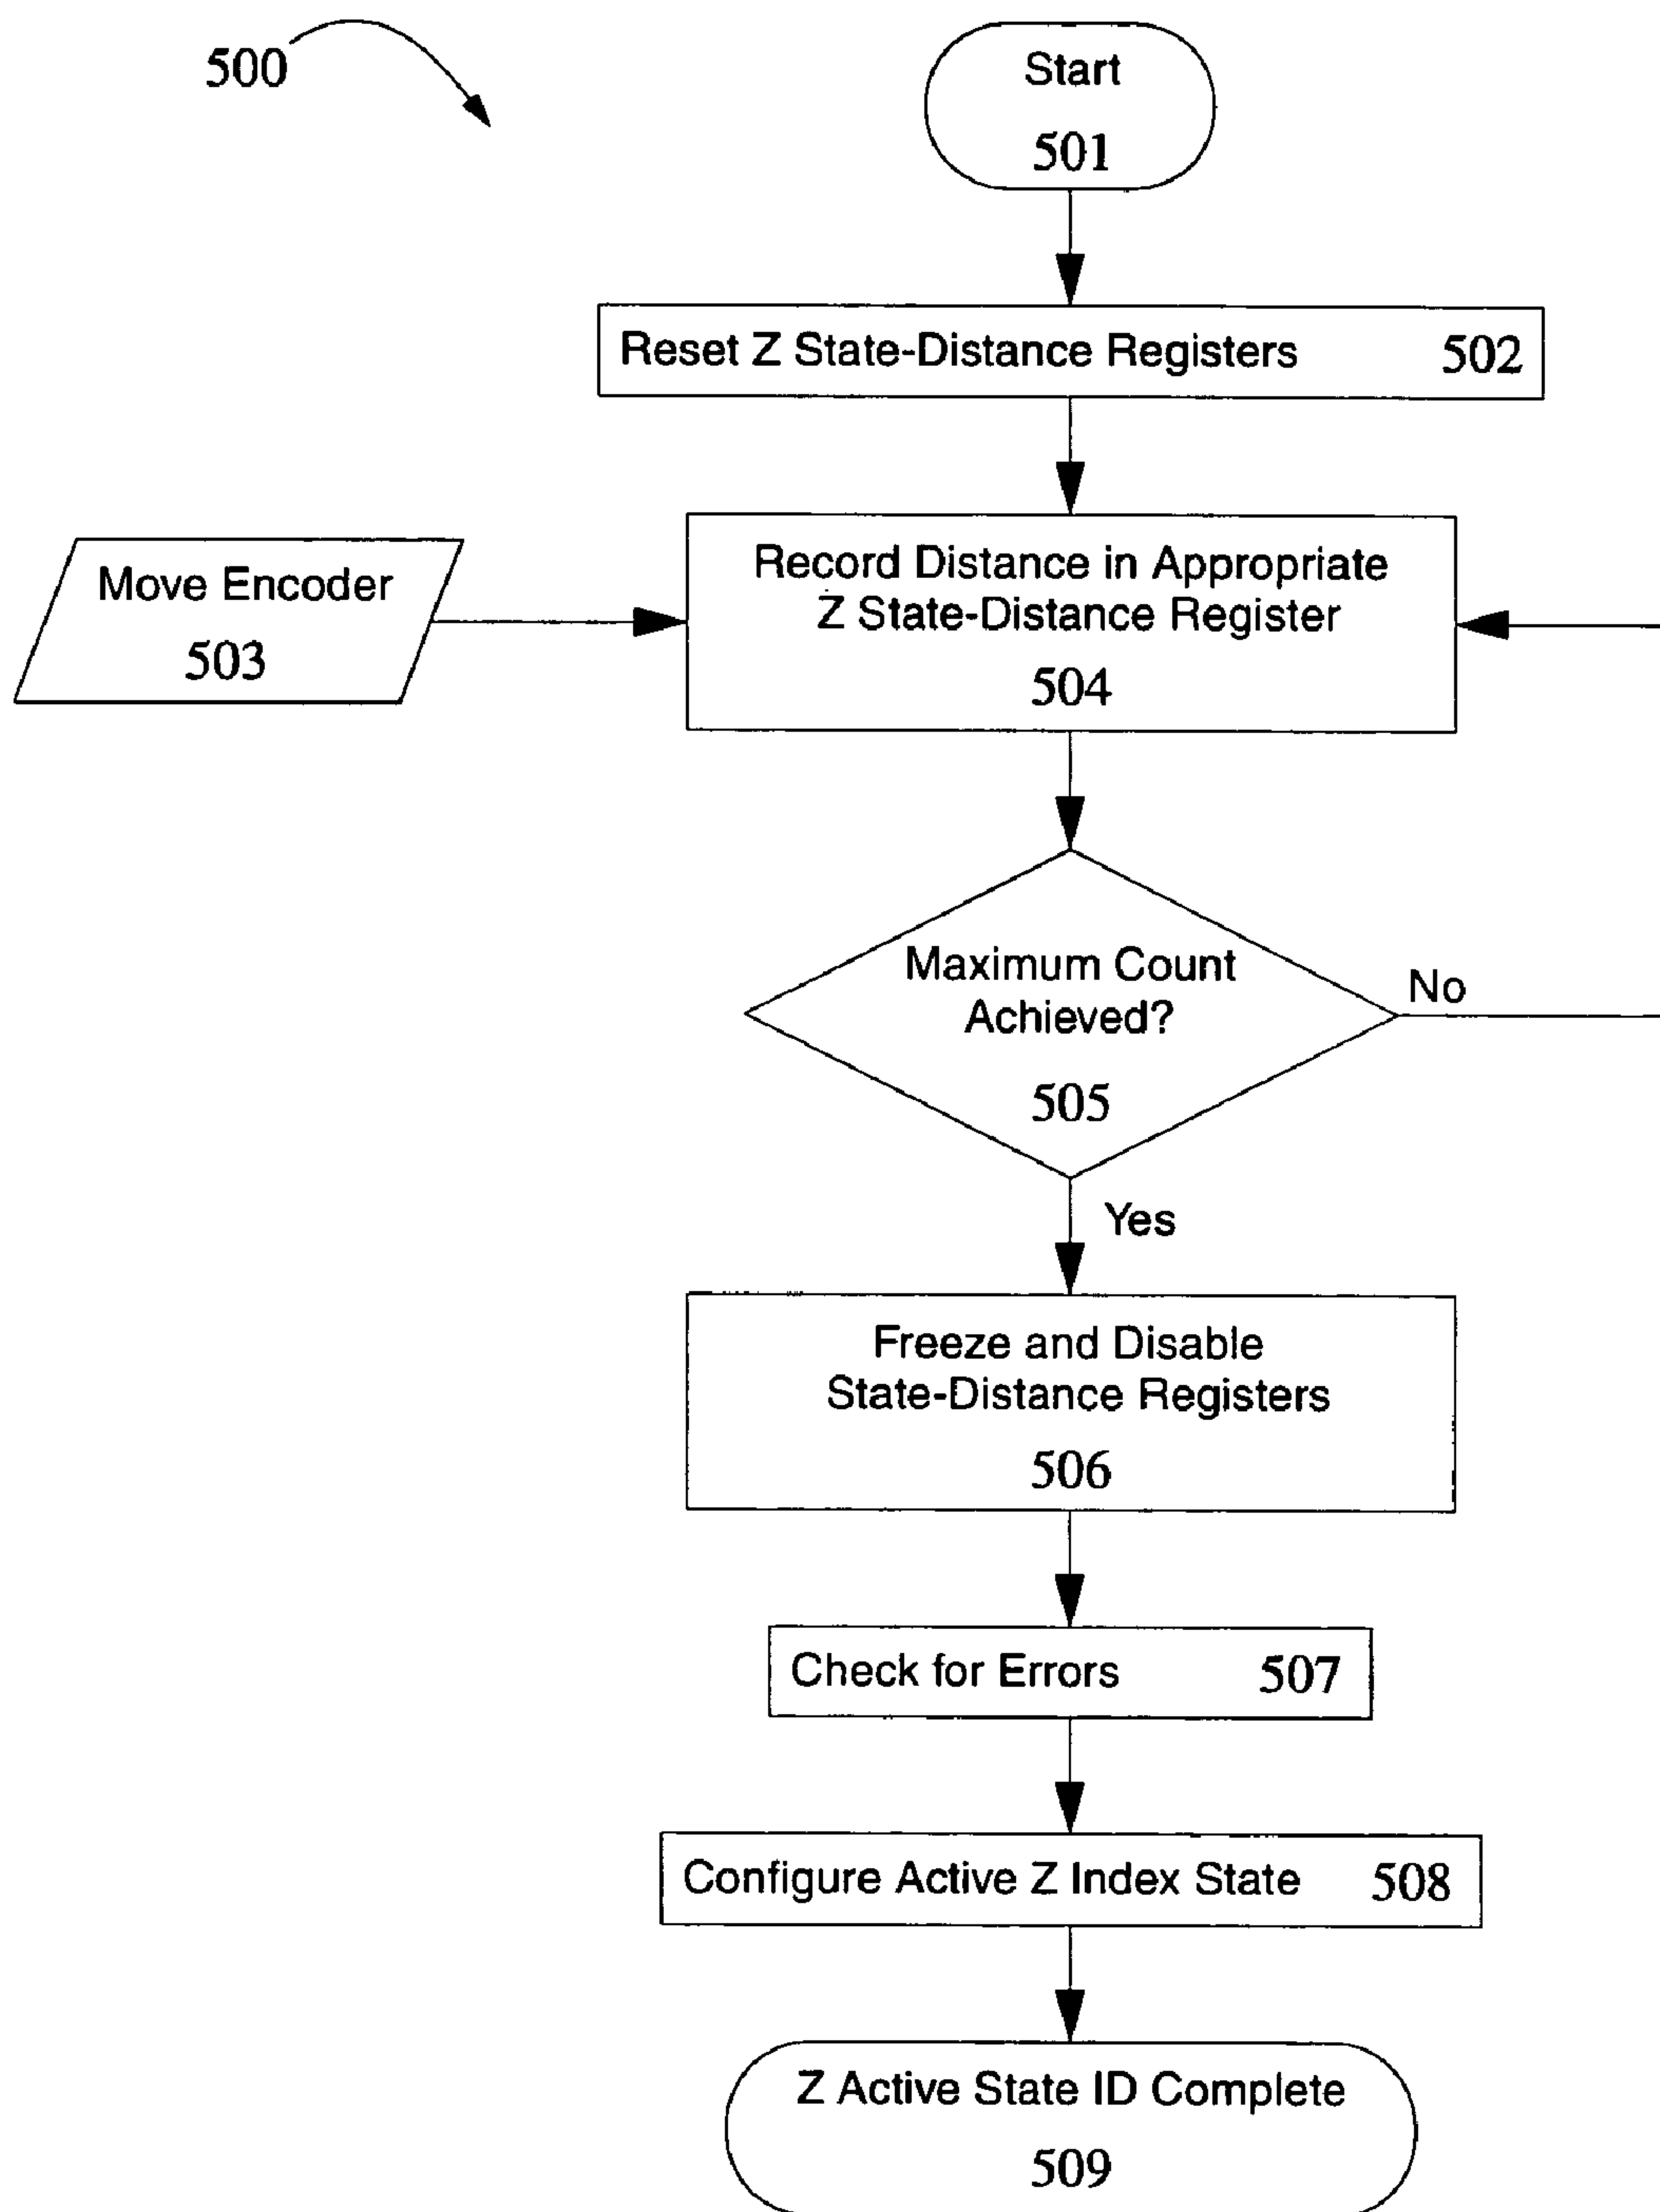 500
Start
501
Reset Z State-Distance Registers 502
Move Encoder
503
Record Distance in Appropriate
Z State-Distance Register
504
Maximum Count
Achieved?
505
No
Yes
Freeze and Disable
State-Distance Registers
506
Check for Errors 507
Configure Active Z Index State 508
Z Active State ID Complete
509